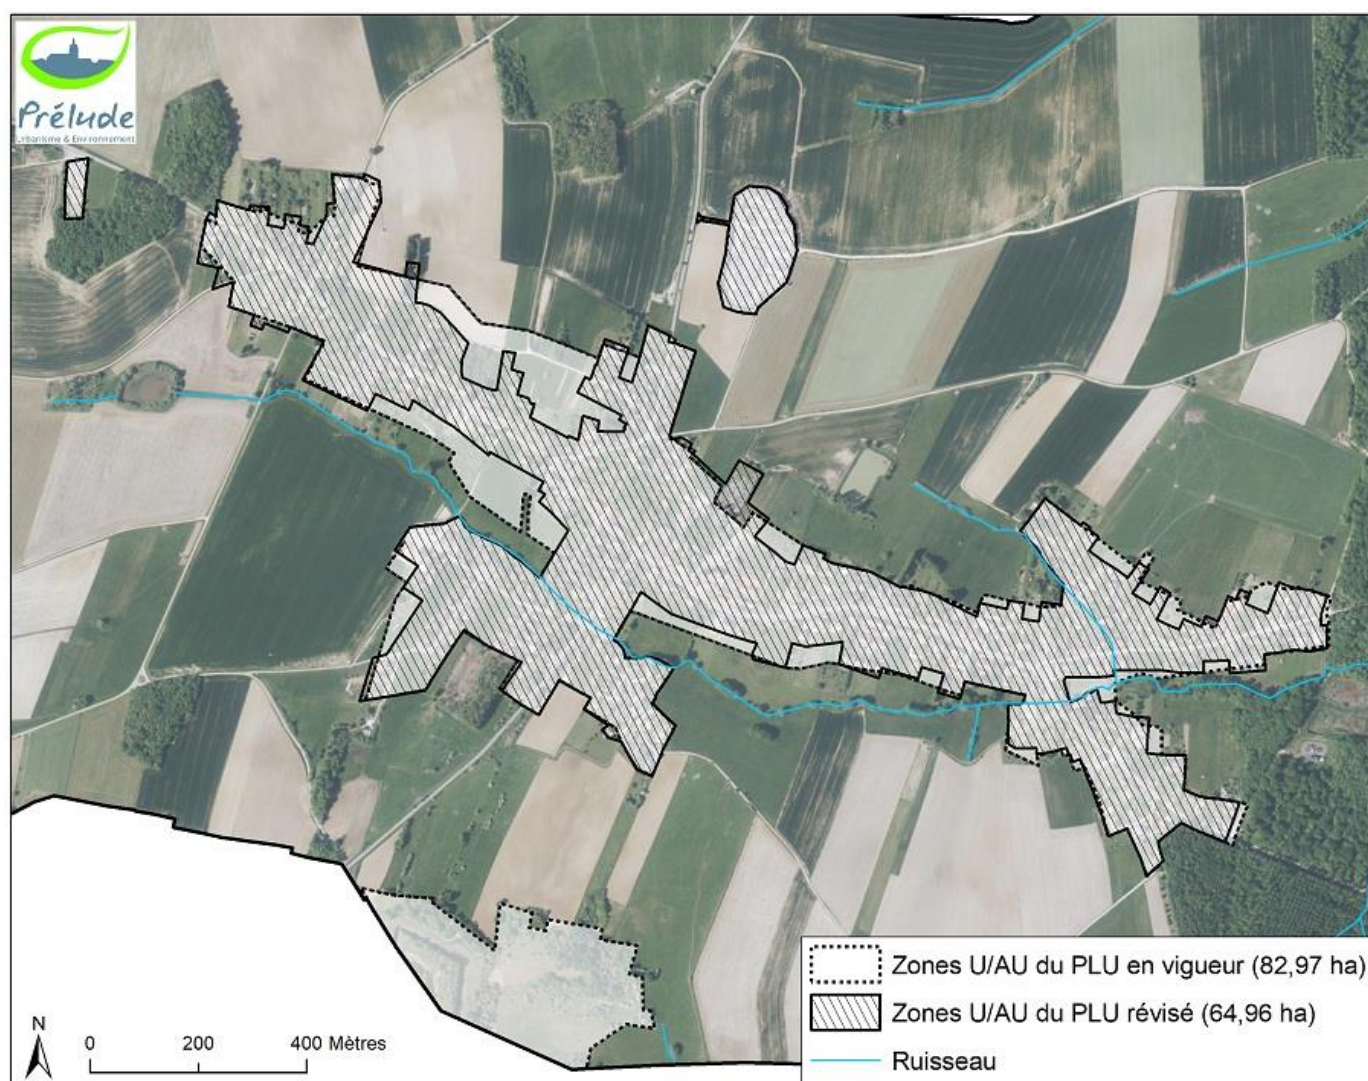 Prélude
Urbanisme & Environnement
Zones U/AU du PLU en vigueur (82,97 ha)
Zones U/AU du PLU révisé (64,96 ha)
Ruisseau
N
0 200 400 Mètres